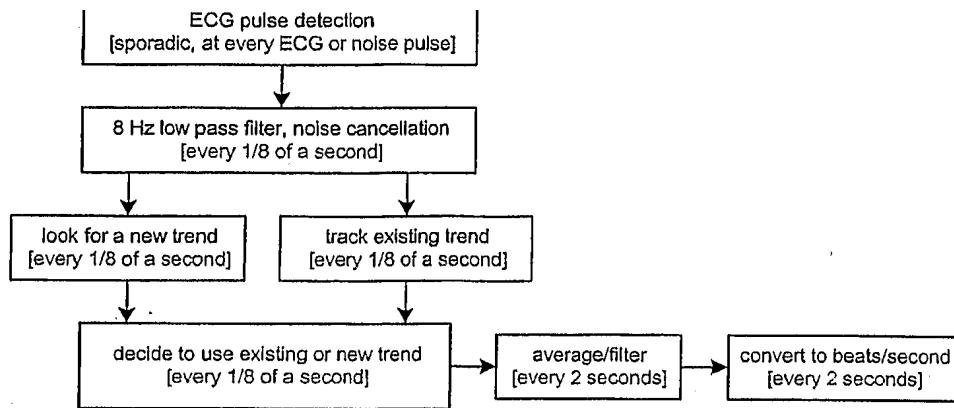 ECG pulse detection
[sporadic, at every ECG or noise pulse]
8 Hz low pass filter, noise cancellation
[every 1/8 of a second]
look for a new trend
[every 1/8 of a second]
track existing trend
[every 1/8 of a second]
decide to use existing or new trend
[every 1/8 of a second]
average/filter
[every 2 seconds]
convert to beats/second
[every 2 seconds]